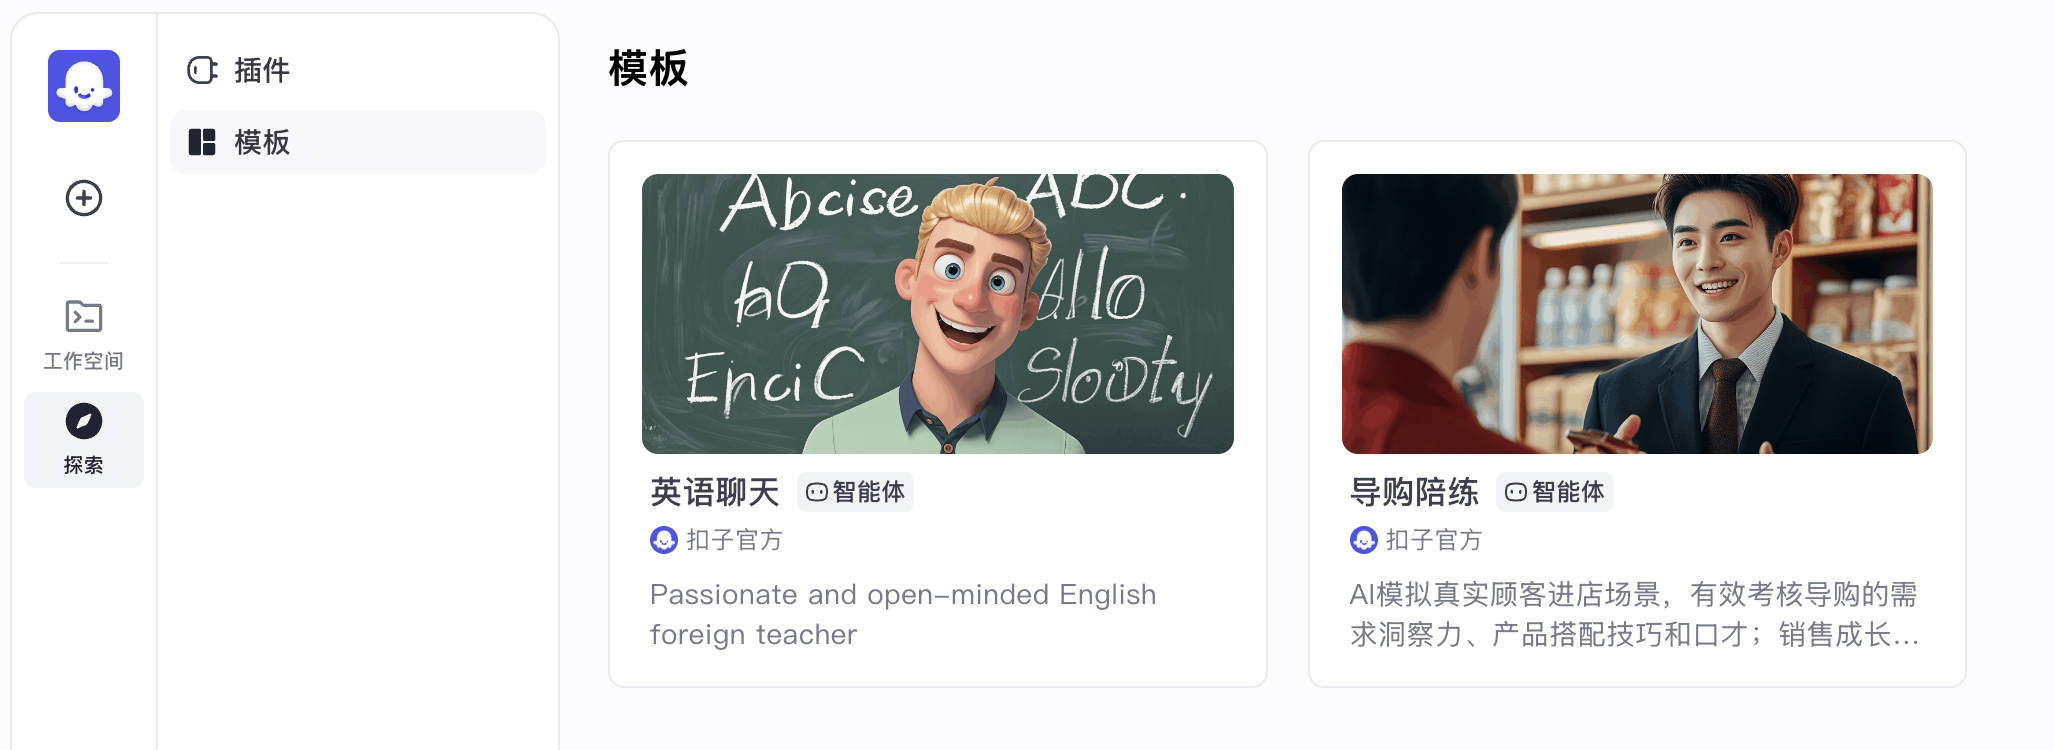 插件
模板
工作空间
探索
模板
Abcise
ABC.
hQ
Allo
Enci C
英语聊天
智能体
扣子官方
Passionate and open-minded English
foreign teacher
导购陪练
智能体
扣子官方
AI模拟真实顾客进店场景，有效考核导购的需
求洞察力、产品搭配技巧和口才；销售成长...